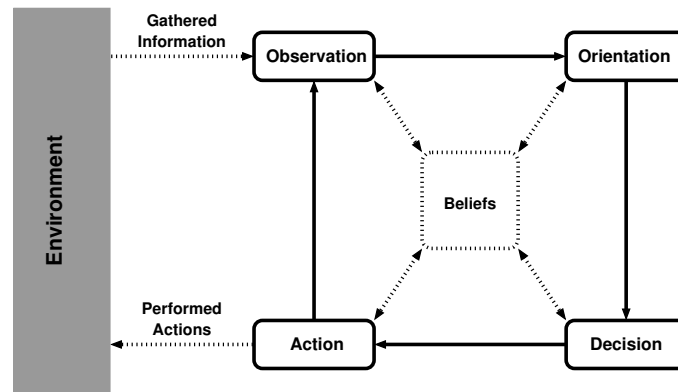 Gathered
Information
Observation
Orientation
Environment
Beliefs
Performed
Actions
Action
Decision